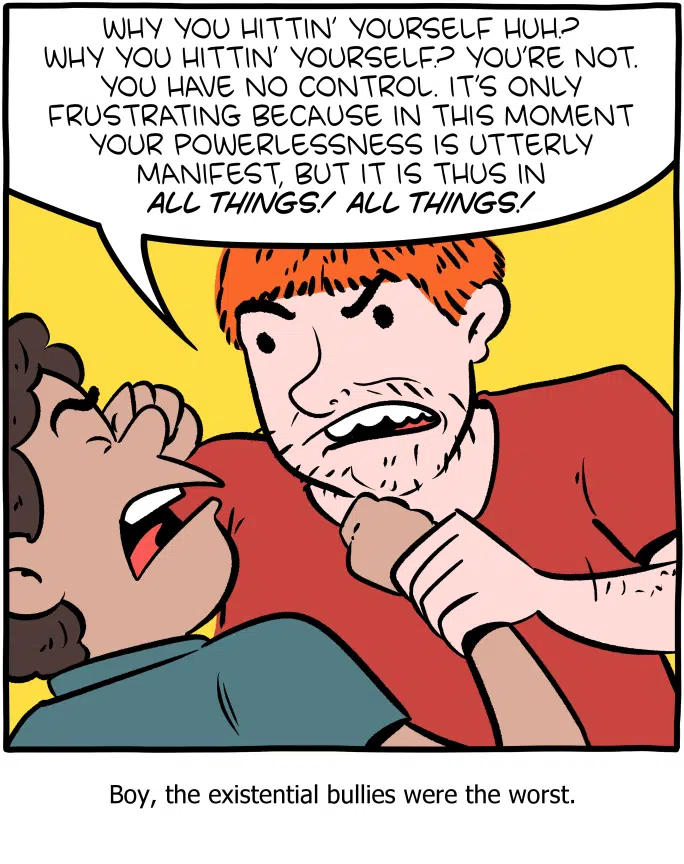 WHY YOU HITTIN' YOURSELF HUH?
WHY YOU HITTIN' YOURSELF? YOU'RE NOT.
YOU HAVE NO CONTROL. IT'S ONLY
FRUSTRATING BECAUSE IN THIS MOMENT
YOUR POWERLESSNESS IS UTTERLY
MANIFEST, BUT IT IS THUS IN
ALL THINGS! ALL THINGS!
Boy, the existential bullies were the worst.